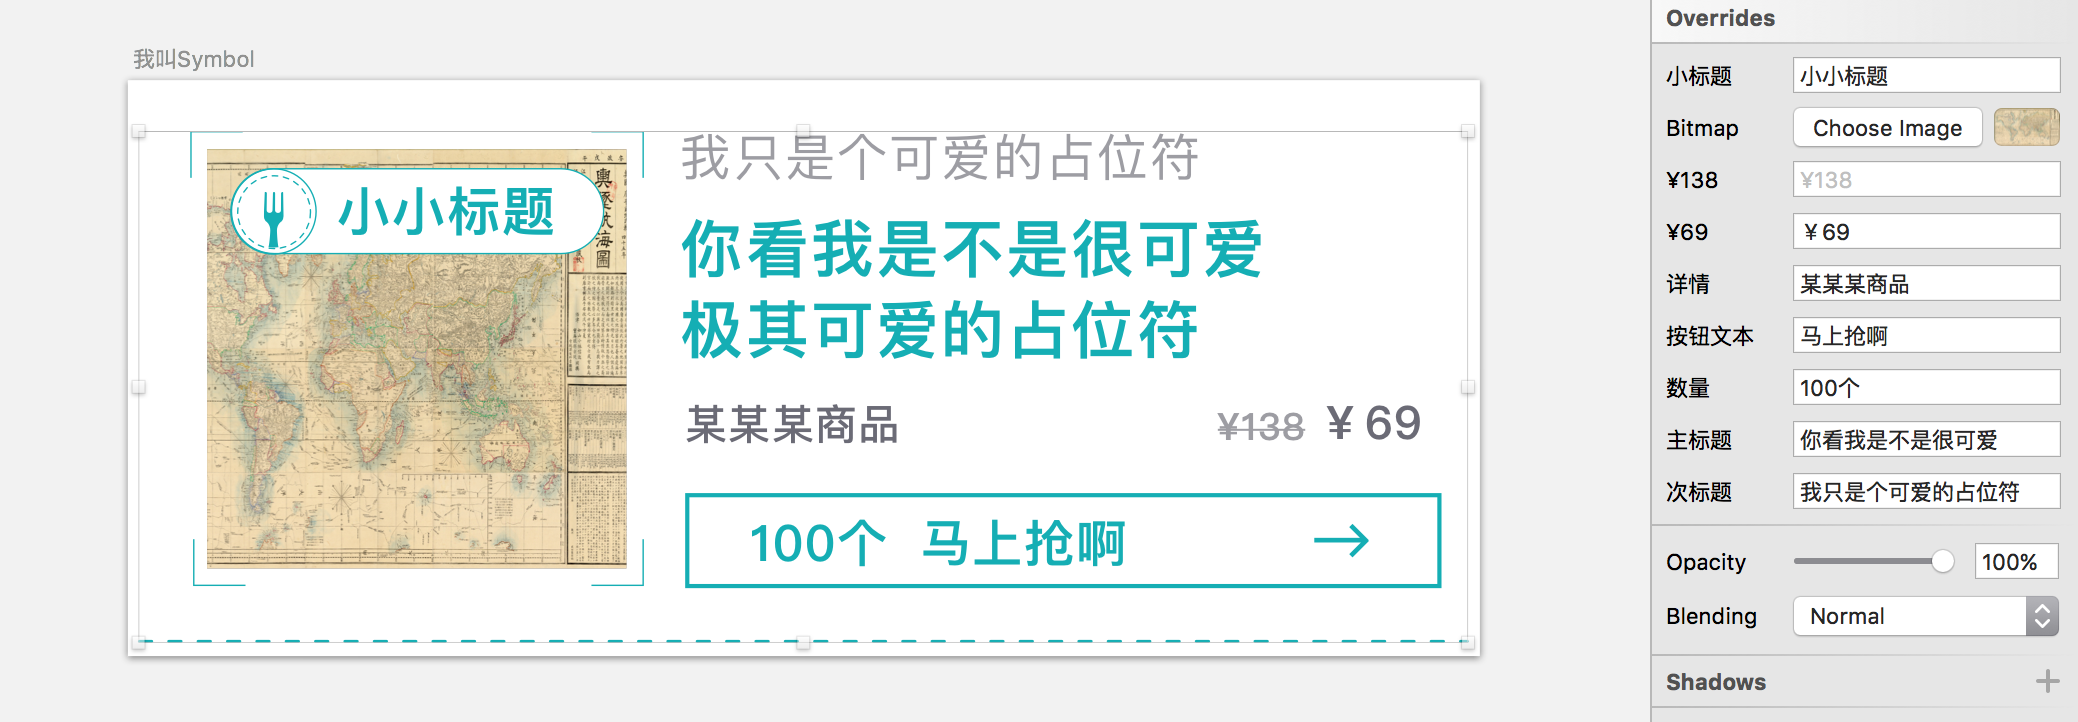 我叫Symbol
小小标题
輿
逐
航
海
圖
我只是个可爱的占位符
你看我是不是很可爱
极其可爱的占位符
某某某商品 ¥138 ¥ 69
100个 马上抢啊
Overrides
小标题 小小标题
Bitmap Choose Image
¥138 ¥138
¥69 ¥ 69
详情 某某某商品
按钮文本 马上抢啊
数量 100个
主标题 你看我是不是很可爱
次标题 我只是个可爱的占位符
Opacity 100%
Blending Normal
Shadows